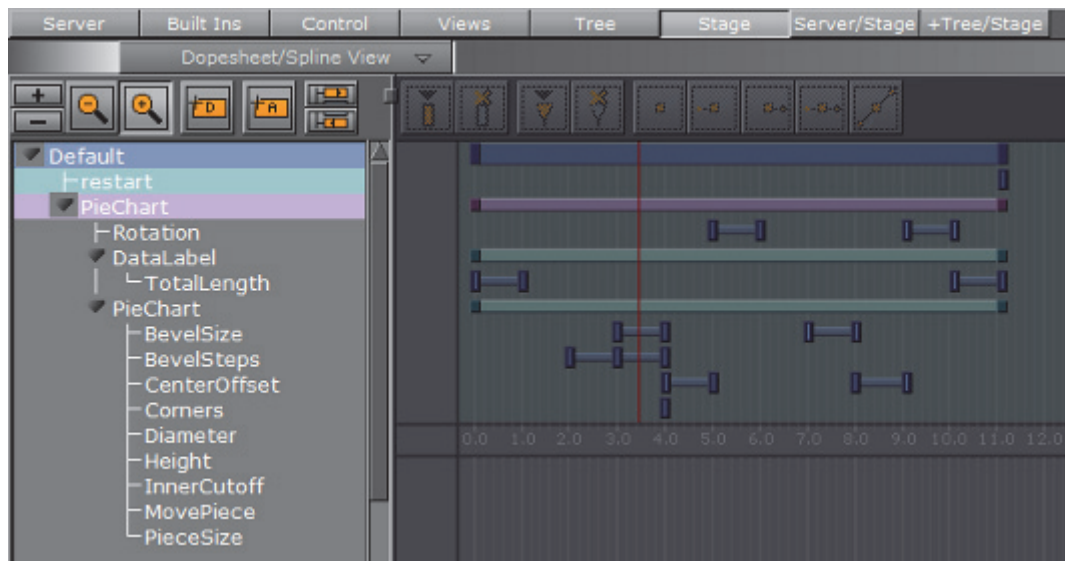 Server Built Ins Control Views Tree Stage Server/Stage +Tree/Stage
Dopesheet/Spline View
+
D A
−
Default
restart
PieChart
Rotation
DataLabel
TotalLength
PieChart
BevelSize
BevelSteps
CenterOffset
Corners
Diameter
Height
InnerCutoff
MovePiece
PieceSize
0.0 1.0 2.0 3.0 4.0 5.0 6.0 7.0 8.0 9.0 10.0 11.0 12.0